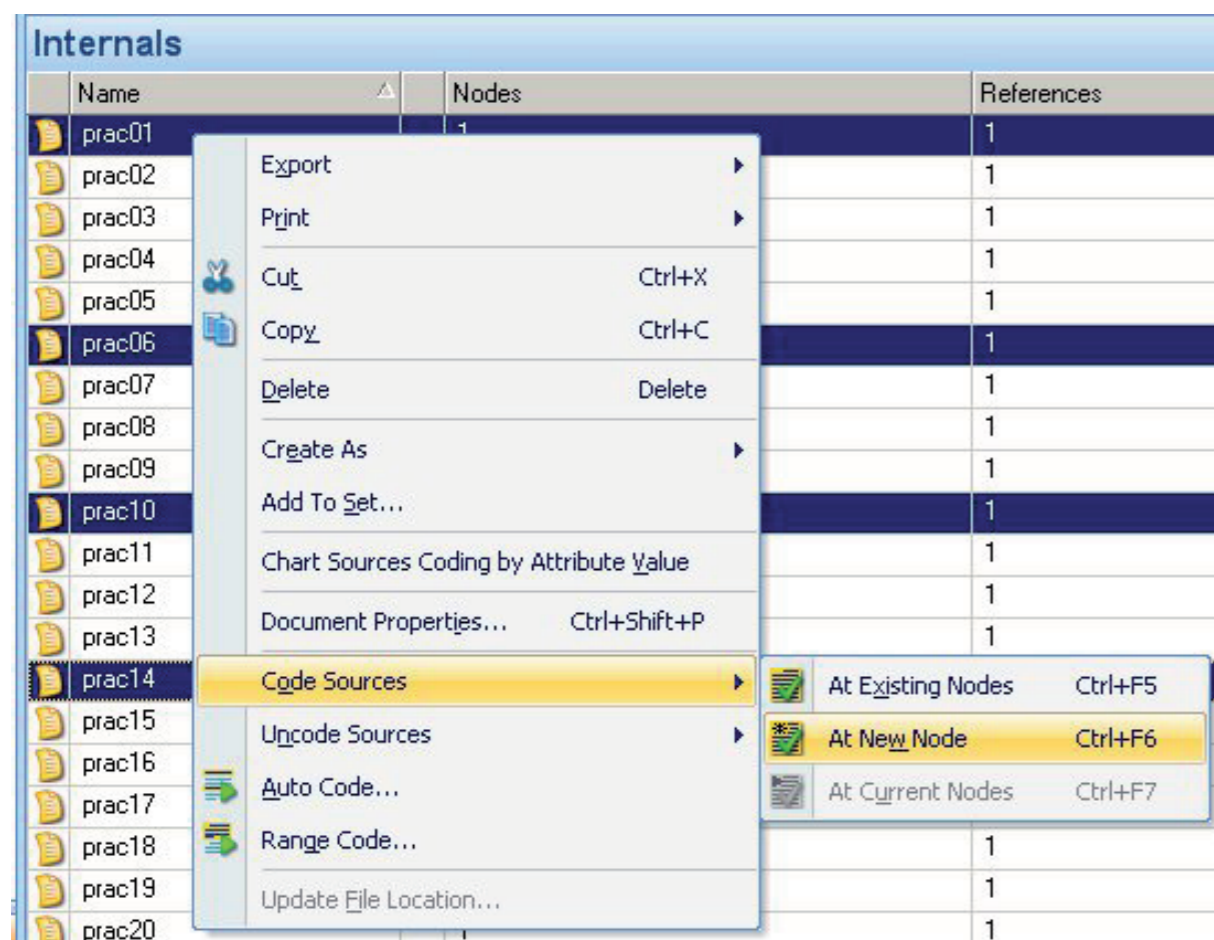 Internals
Name Nodes References
prac01 1 1
prac02 1
prac03 1
prac04 1
prac05 1
prac06 1
prac07 1
prac08 1
prac09 1
prac10 1
prac11 1
prac12 1
prac13 1
prac14
prac15
prac16
prac17
prac18 1
prac19 1
prac20 1 1
Export
Print
Cut Ctrl+X
Copy Ctrl+C
Delete Delete
Create As
Add To Set...
Chart Sources Coding by Attribute Value
Document Properties... Ctrl+Shift+P
Code Sources
Uncode Sources
Auto Code...
Range Code...
Update File Location...
At Existing Nodes Ctrl+F5
At New Node Ctrl+F6
At Current Nodes Ctrl+F7